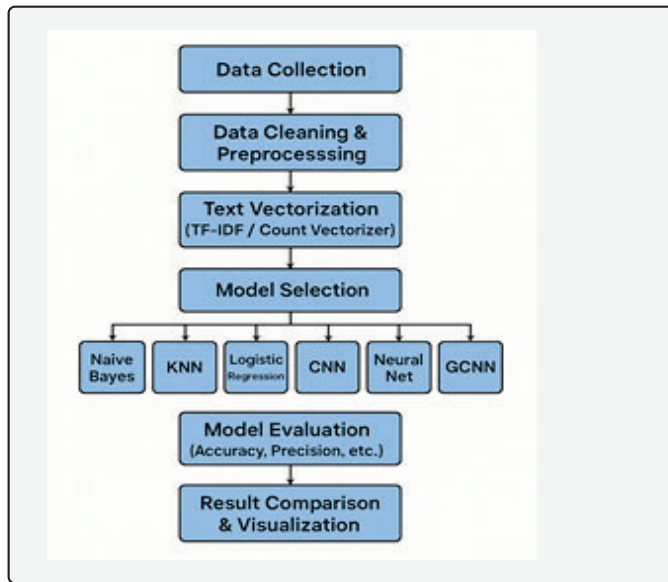 Data Collection
Data Cleaning &
Preprocesssing
Text Vectorization
(TF-IDF / Count Vectorizer)
Model Selection
Naive
Bayes
KNN
Logistic
Regression
CNN
Neural
Net
GCNN
Model Evaluation
(Accuracy, Precision, etc.)
Result Comparison
& Visualization